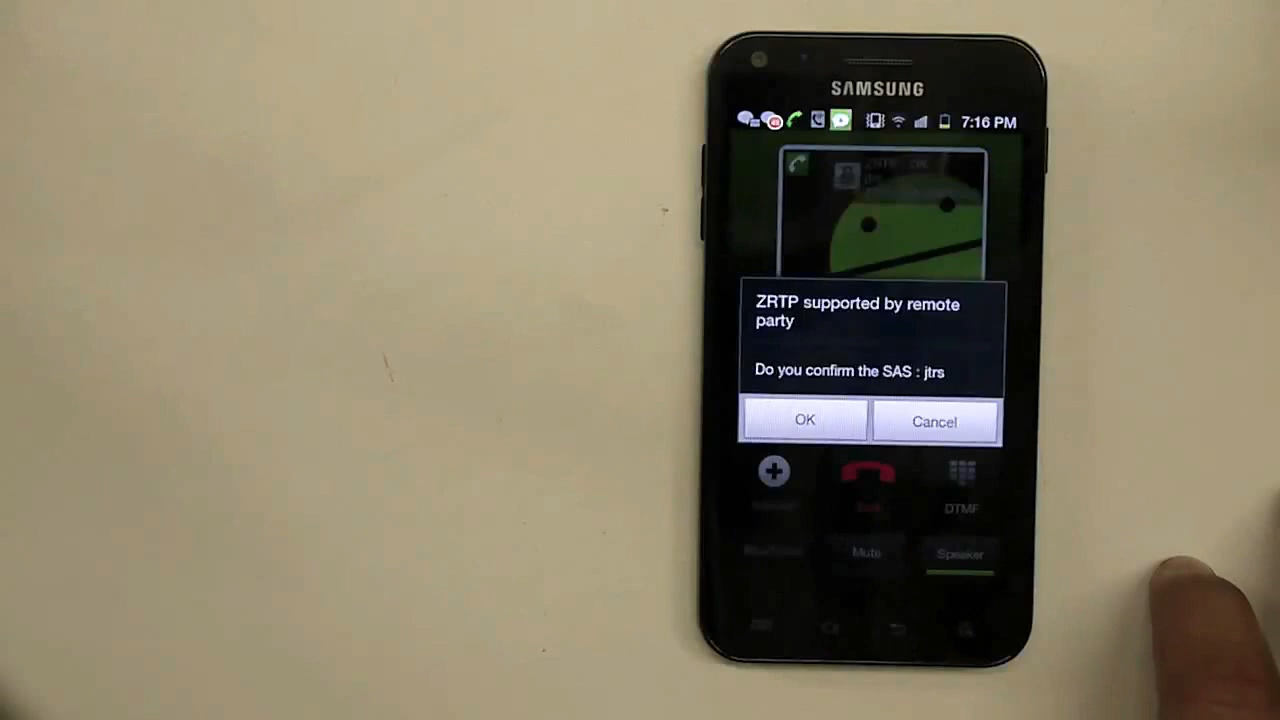 SAMSUNG
7:16 PM
ZRTP supported by remote
party
Do you confirm the SAS : jtrs
OK
Cancel
DTMF
Mute
Speaker